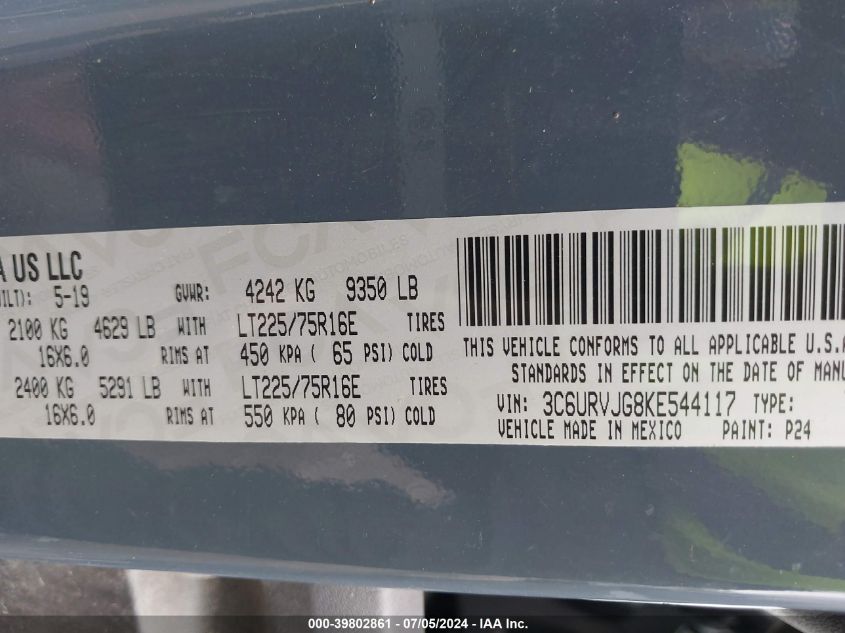 A US LLC
ILT): 5-19 GVWR: 4242 KG 9350 LB
2100 KG 4629 LB WITH LT225/75R16E TIRES
16X6.0 RIMS AT 450 KPA ( 65 PSI) COLD
2400 KG 5291 LB WITH LT225/75R16E TIRES
16X6.0 RIMS AT 550 KPA ( 80 PSI) COLD
THIS VEHICLE CONFORMS TO ALL APPLICABLE U.S.A
STANDARDS IN EFFECT ON THE DATE OF MANU
VIN: 3C6URVJG8KE544117 TYPE:
VEHICLE MADE IN MEXICO PAINT: P24
000-39802861 - 07/05/2024 - IAA Inc.